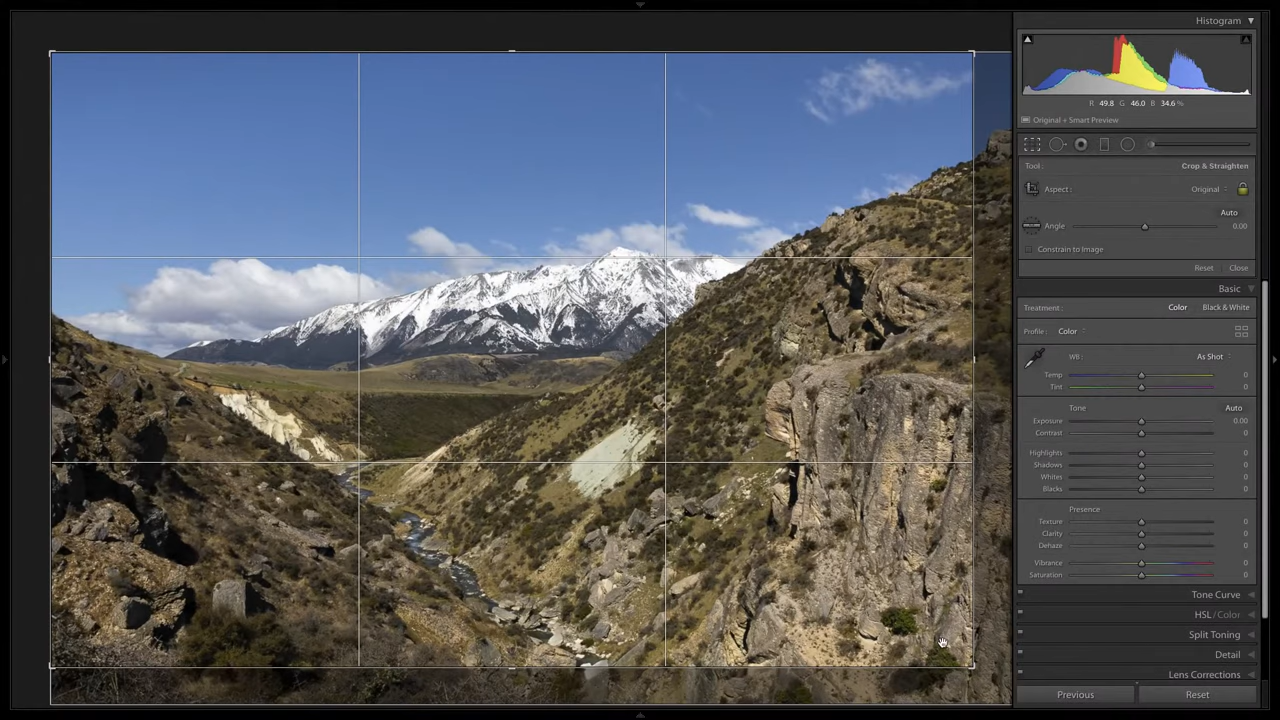 Histogram
R 49.8 G 46.0 B 34.6 %
Original + Smart Preview
Tool : Crop & Straighten
Aspect : Original
Auto
Angle 0.00
Constrain to Image
Reset Close
Basic
Treatment : Color Black & White
Profile : Color
WB : As Shot
Temp 0
Tint 0
Tone Auto
Exposure 0.00
Contrast 0
Highlights 0
Shadows 0
Whites 0
Blacks 0
Presence
Texture 0
Clarity 0
Dehaze 0
Vibrance 0
Saturation 0
Tone Curve
HSL / Color
Split Toning
Detail
Lens Corrections
Previous Reset